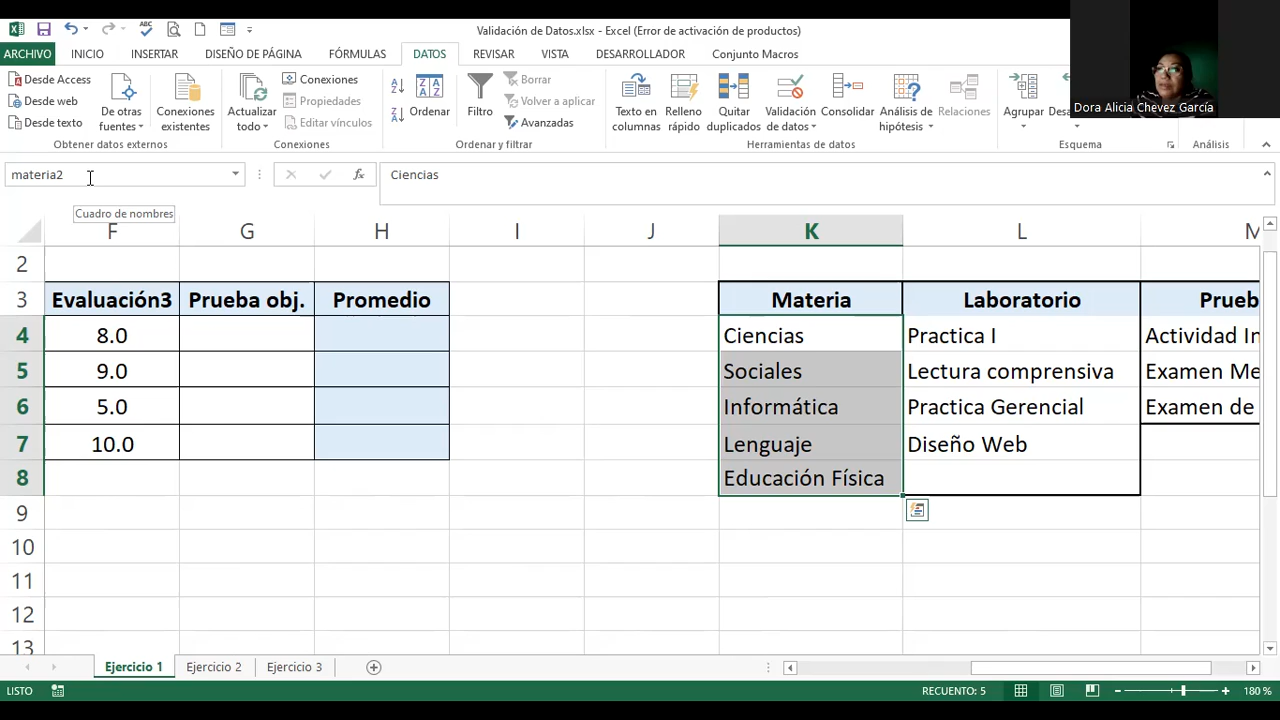 Validación de Datos.xlsx - Excel (Error de activación de productos)
ARCHIVO INICIO INSERTAR DISEÑO DE PÁGINA FÓRMULAS DATOS REVISAR VISTA DESARROLLADOR Conjunto Macros
Dora Alicia Chevez García
Desde Access
Desde web
Desde texto
De otras fuentes
Conexiones existentes
Obtener datos externos
Actualizar todo
Conexiones
Propiedades
Editar vínculos
Conexiones
Ordenar
Filtro
Borrar
Volver a aplicar
Avanzadas
Ordenar y filtrar
Texto en columnas
Relleno rápido
Quitar duplicados
Validación de datos
Consolidar
Análisis de hipótesis
Relaciones
Herramientas de datos
Agrupar
Esquema
Análisis
materia2 fx Ciencias
Cuadro de nombres
F G H I J K L M
2
3 Evaluación3 Prueba obj. Promedio Materia Laboratorio Prueb
4 8.0 Ciencias Practica I Actividad In
5 9.0 Sociales Lectura comprensiva Examen Me
6 5.0 Informática Practica Gerencial Examen de
7 10.0 Lenguaje Diseño Web
8 Educación Física
9
10
11
12
13
Ejercicio 1 Ejercicio 2 Ejercicio 3
LISTO RECUENTO: 5 180 %